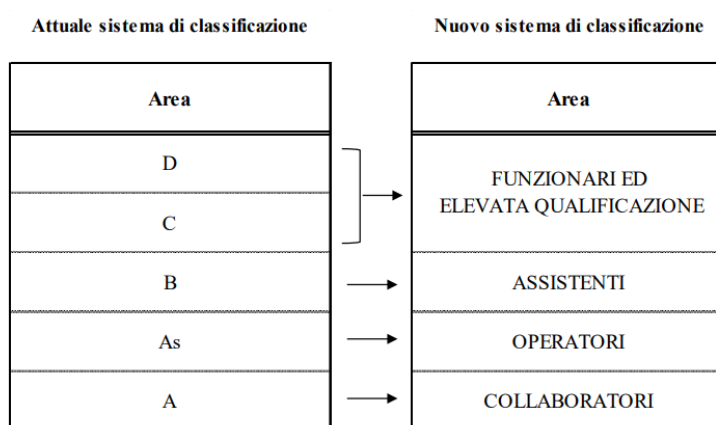 Attuale sistema di classificazione
Nuovo sistema di classificazione
Area
Area
D
C
FUNZIONARI ED
ELEVATA QUALIFICAZIONE
B
ASSISTENTI
As
OPERATORI
A
COLLABORATORI